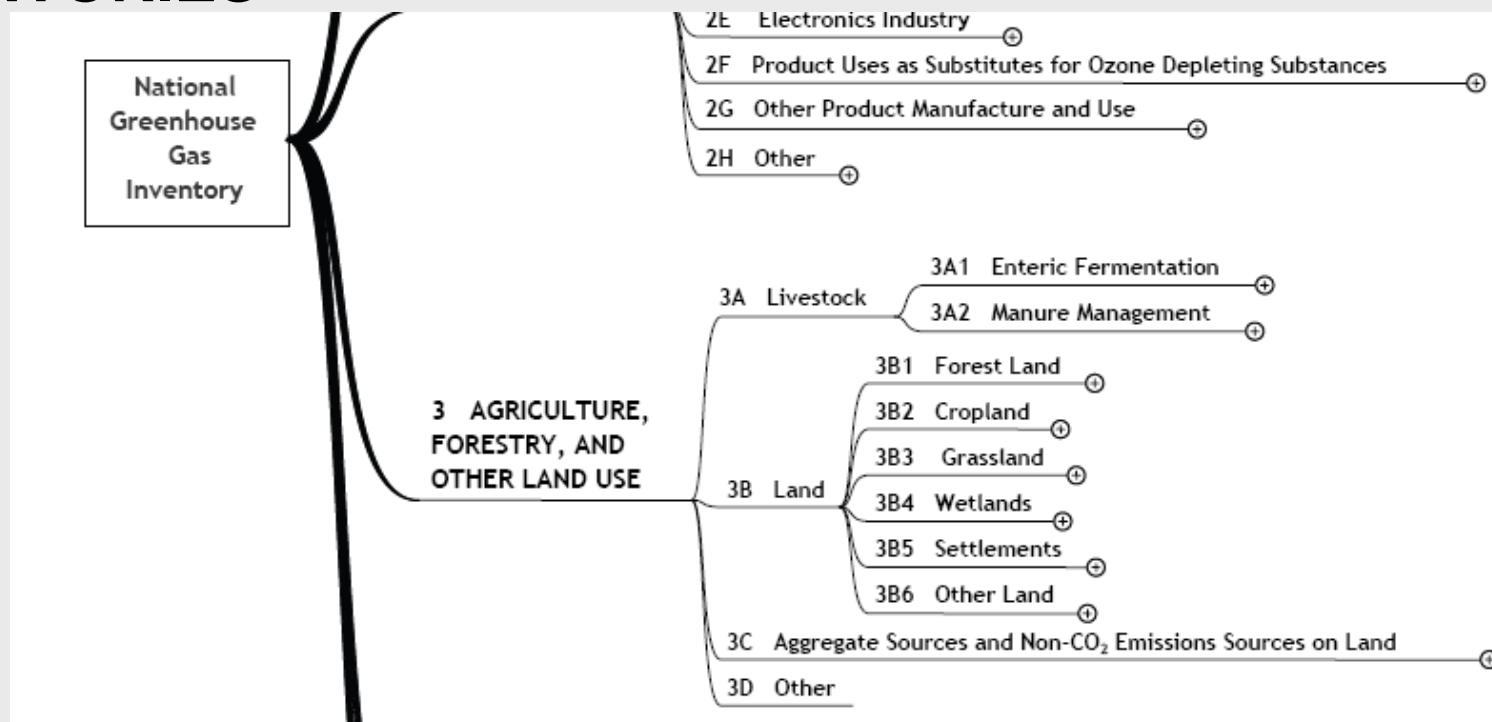 National
Greenhouse
Gas
Inventory
2E Electronics Industry
2F Product Uses as Substitutes for Ozone Depleting Substances
2G Other Product Manufacture and Use
2H Other
3 AGRICULTURE,
FORESTRY, AND
OTHER LAND USE
3A Livestock
3A1 Enteric Fermentation
3A2 Manure Management
3B Land
3B1 Forest Land
3B2 Cropland
3B3 Grassland
3B4 Wetlands
3B5 Settlements
3B6 Other Land
3C Aggregate Sources and Non-CO₂ Emissions Sources on Land
3D Other